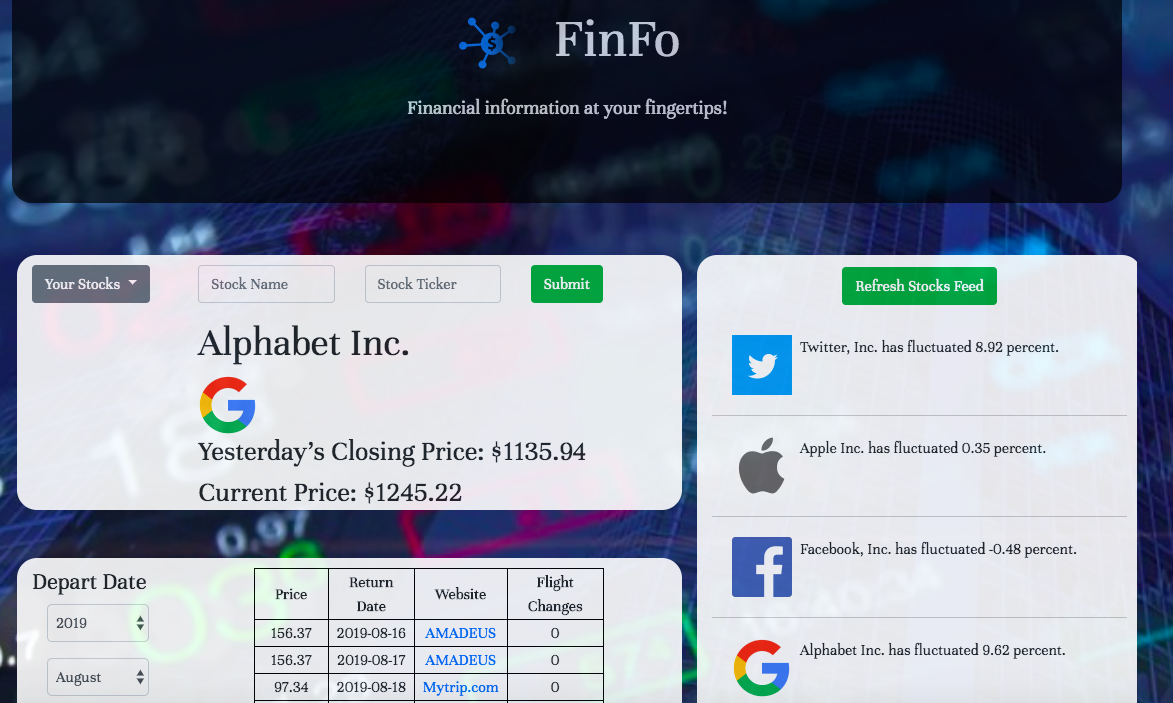 FinFo
Financial information at your fingertips!
Your Stocks
Stock Name
Stock Ticker
Submit
Alphabet Inc.
Yesterday's Closing Price: $1135.94
Current Price: $1245.22
Refresh Stocks Feed
Twitter, Inc. has fluctuated 8.92 percent.
Apple Inc. has fluctuated 0.35 percent.
Facebook, Inc. has fluctuated -0.48 percent.
Alphabet Inc. has fluctuated 9.62 percent.
Depart Date
2019
August
Price Return Date Website Flight Changes
156.37 2019-08-16 AMADEUS 0
156.37 2019-08-17 AMADEUS 0
97.34 2019-08-18 Mytrip.com 0
0.97